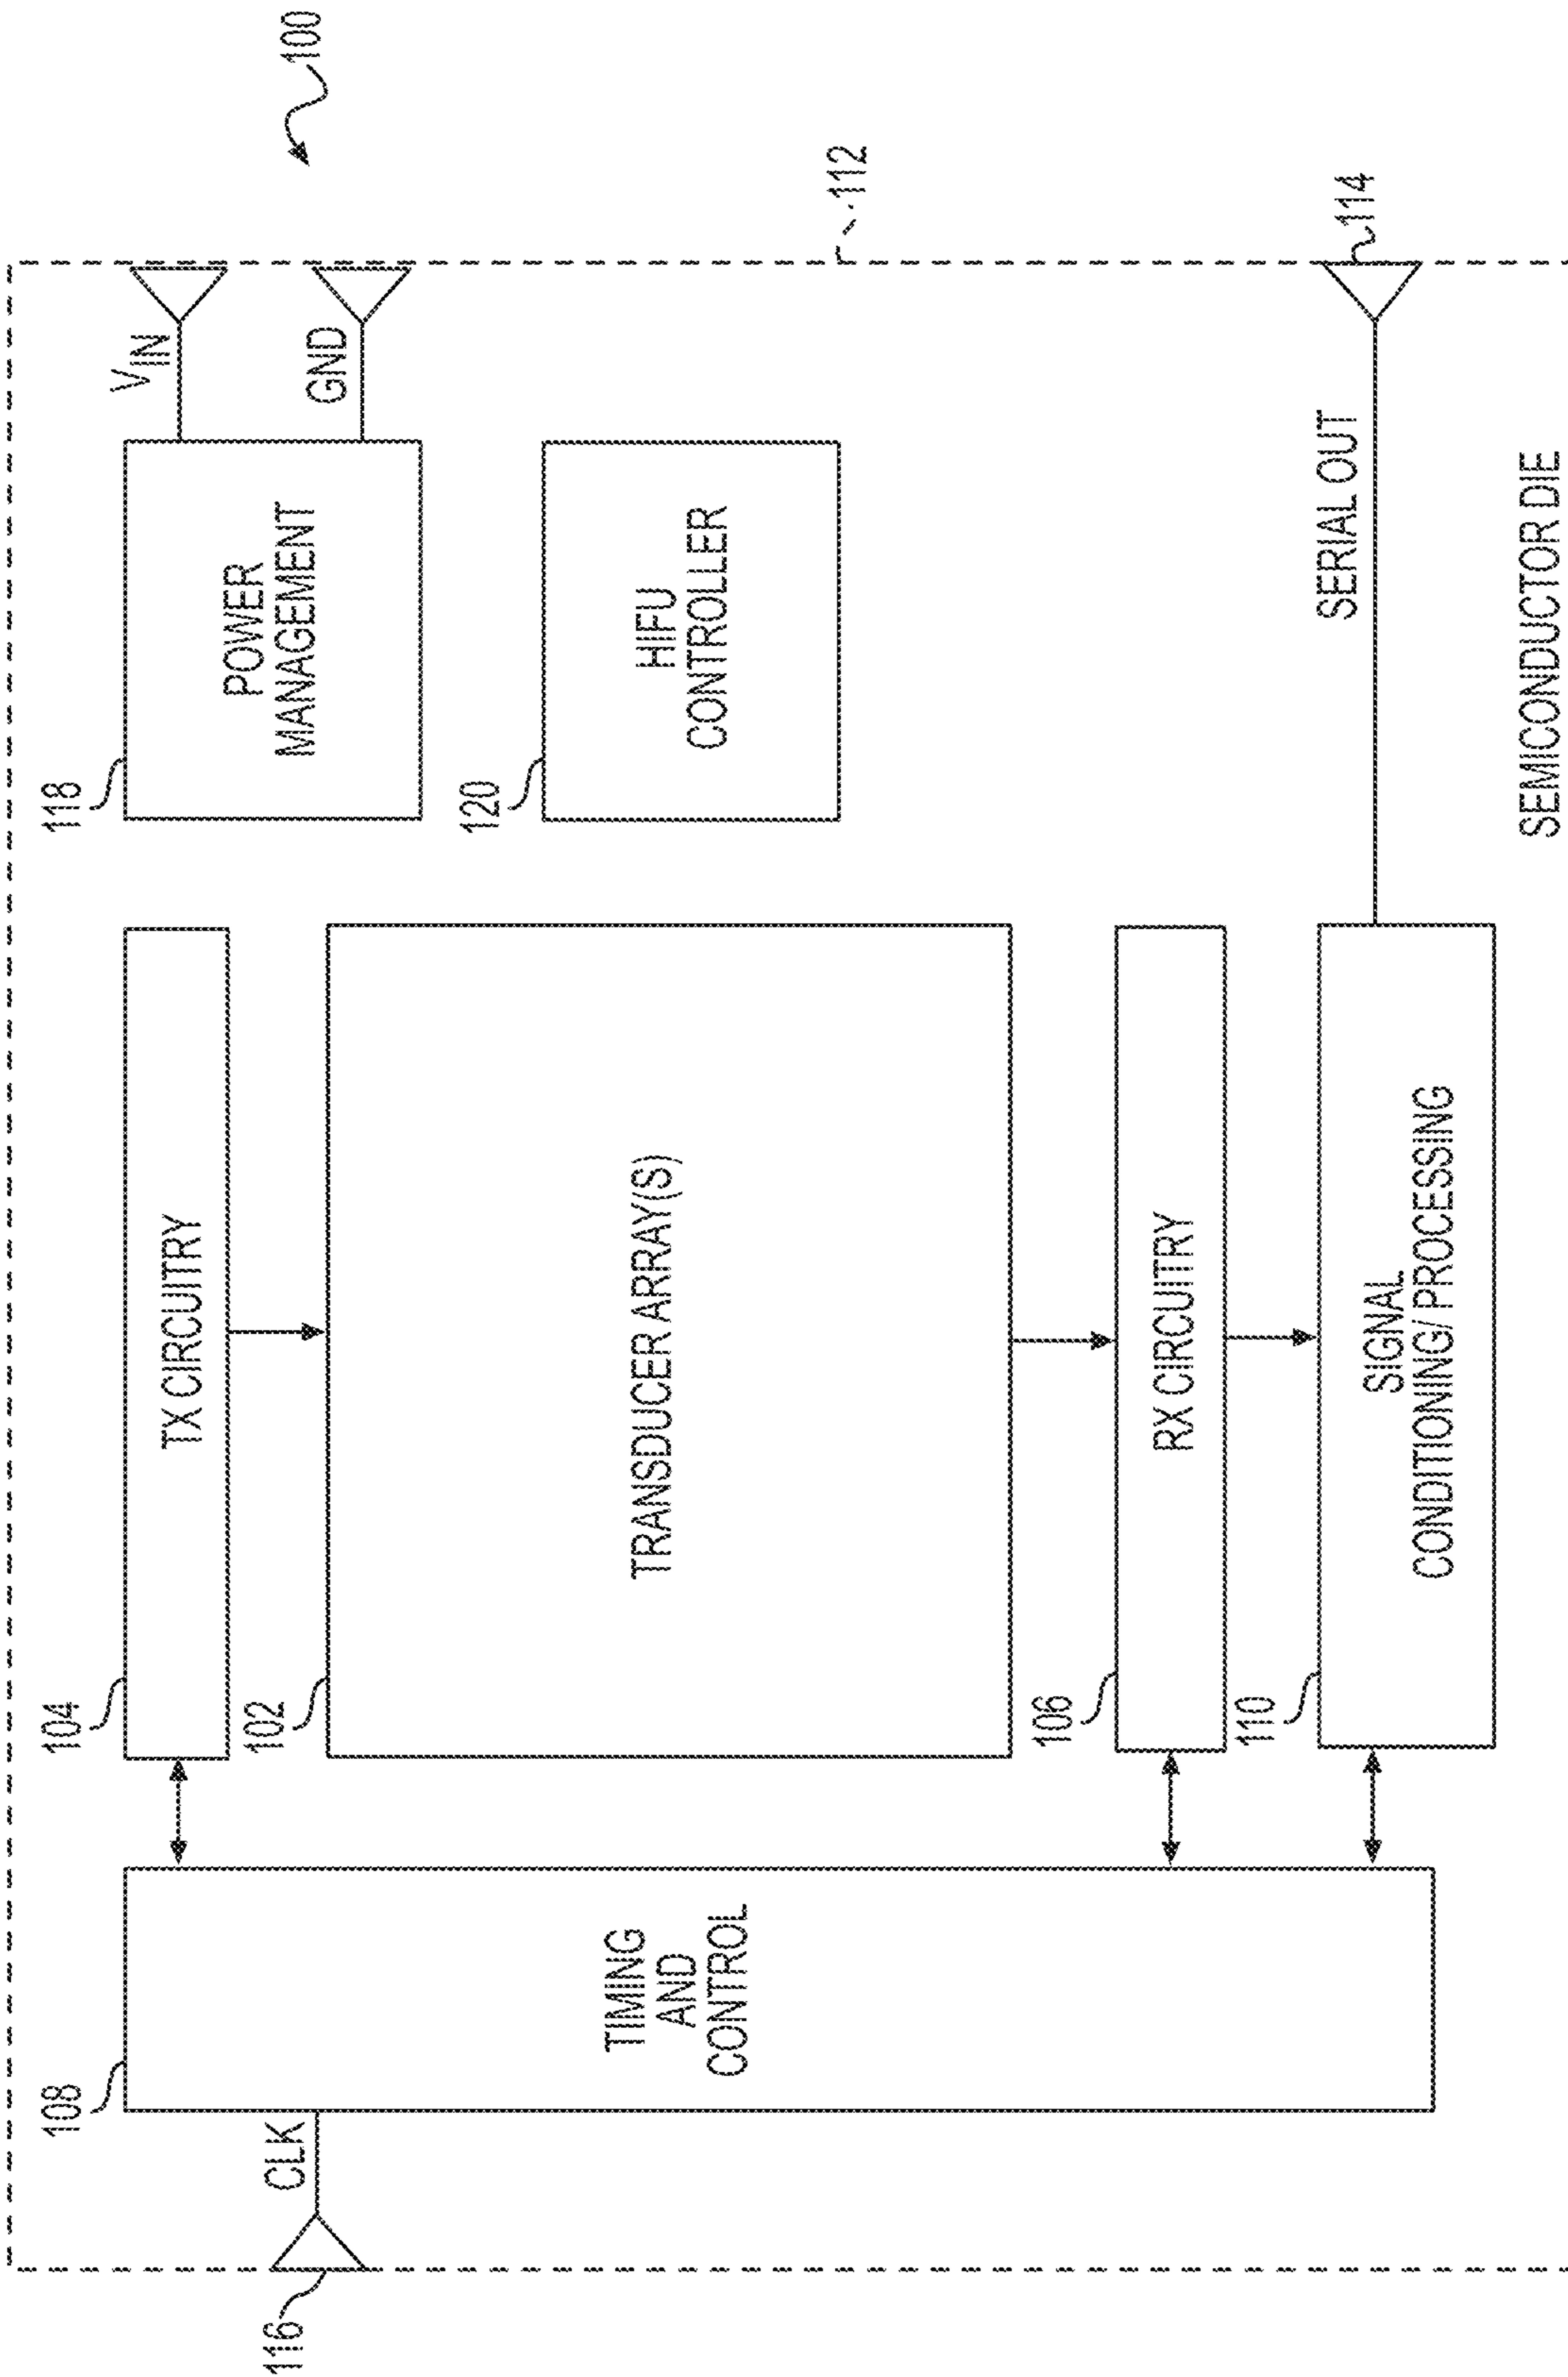 100
112
114
118
POWER
MANAGEMENT
V IN
GND
120
HIFU
CONTROLLER
104
TX CIRCUITRY
102
TRANSDUCER ARRAY(S)
106
RX CIRCUITRY
110
SIGNAL
CONDITIONING/ PROCESSING
SERIAL OUT
SEMICONDUCTOR DIE
108
TIMING
AND
CONTROL
CLK
116